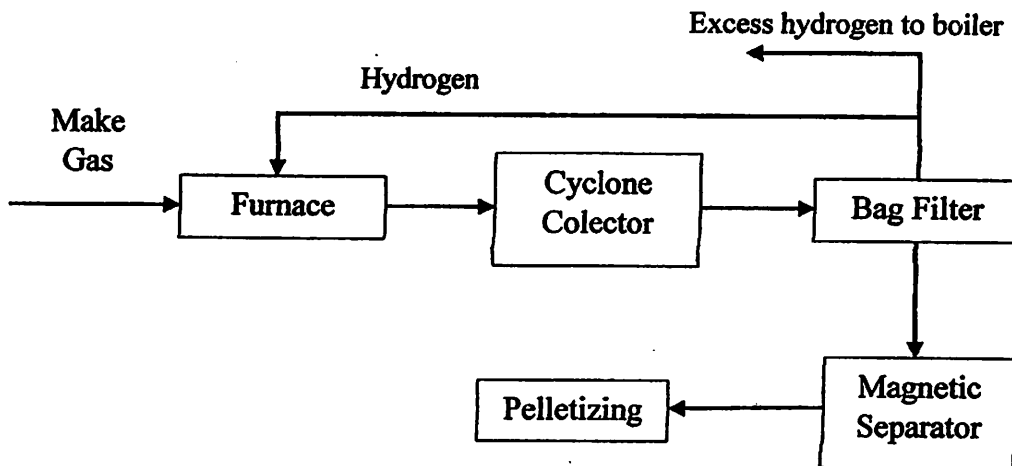 Excess hydrogen to boiler
Hydrogen
Make
Gas
Furnace
Cyclone
Colector
Bag Filter
Pelletizing
Magnetic
Separator